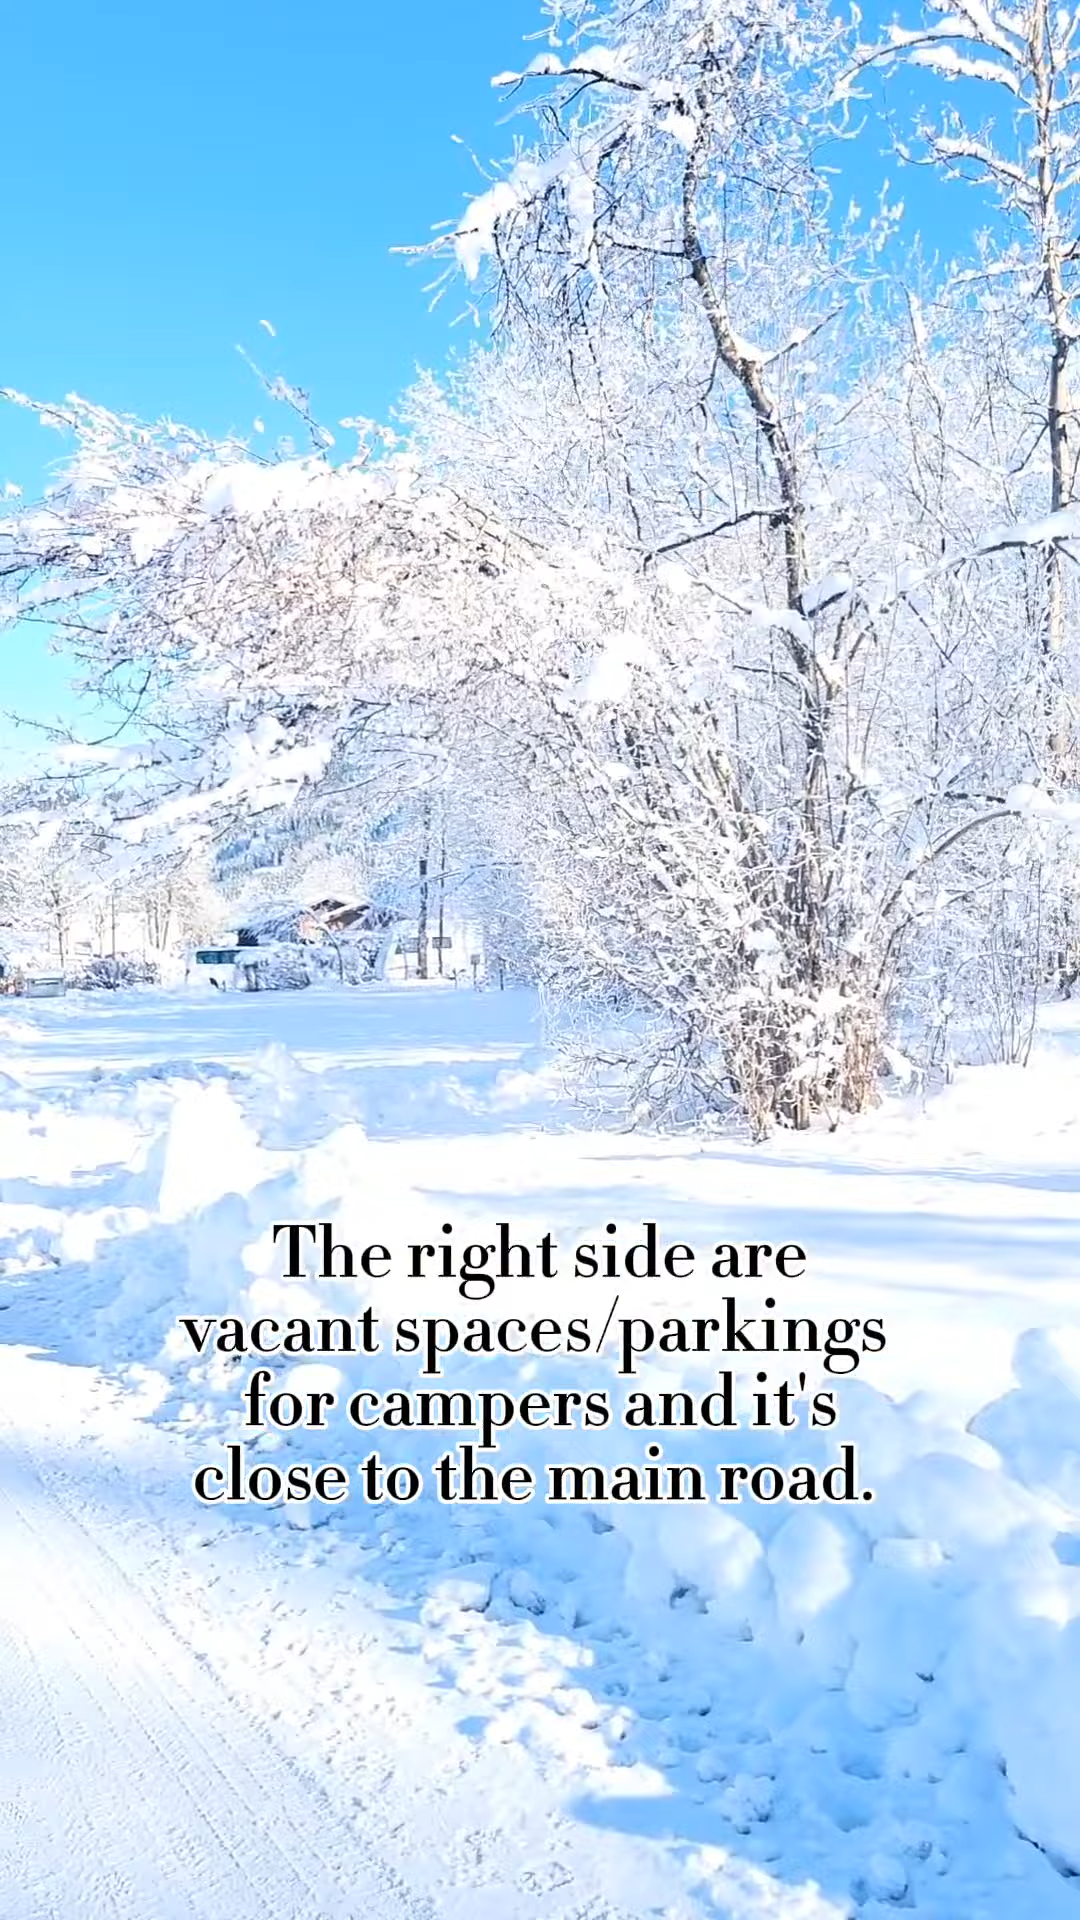 The right side are
vacant spaces/parkings
for campers and it's
close to the main road.